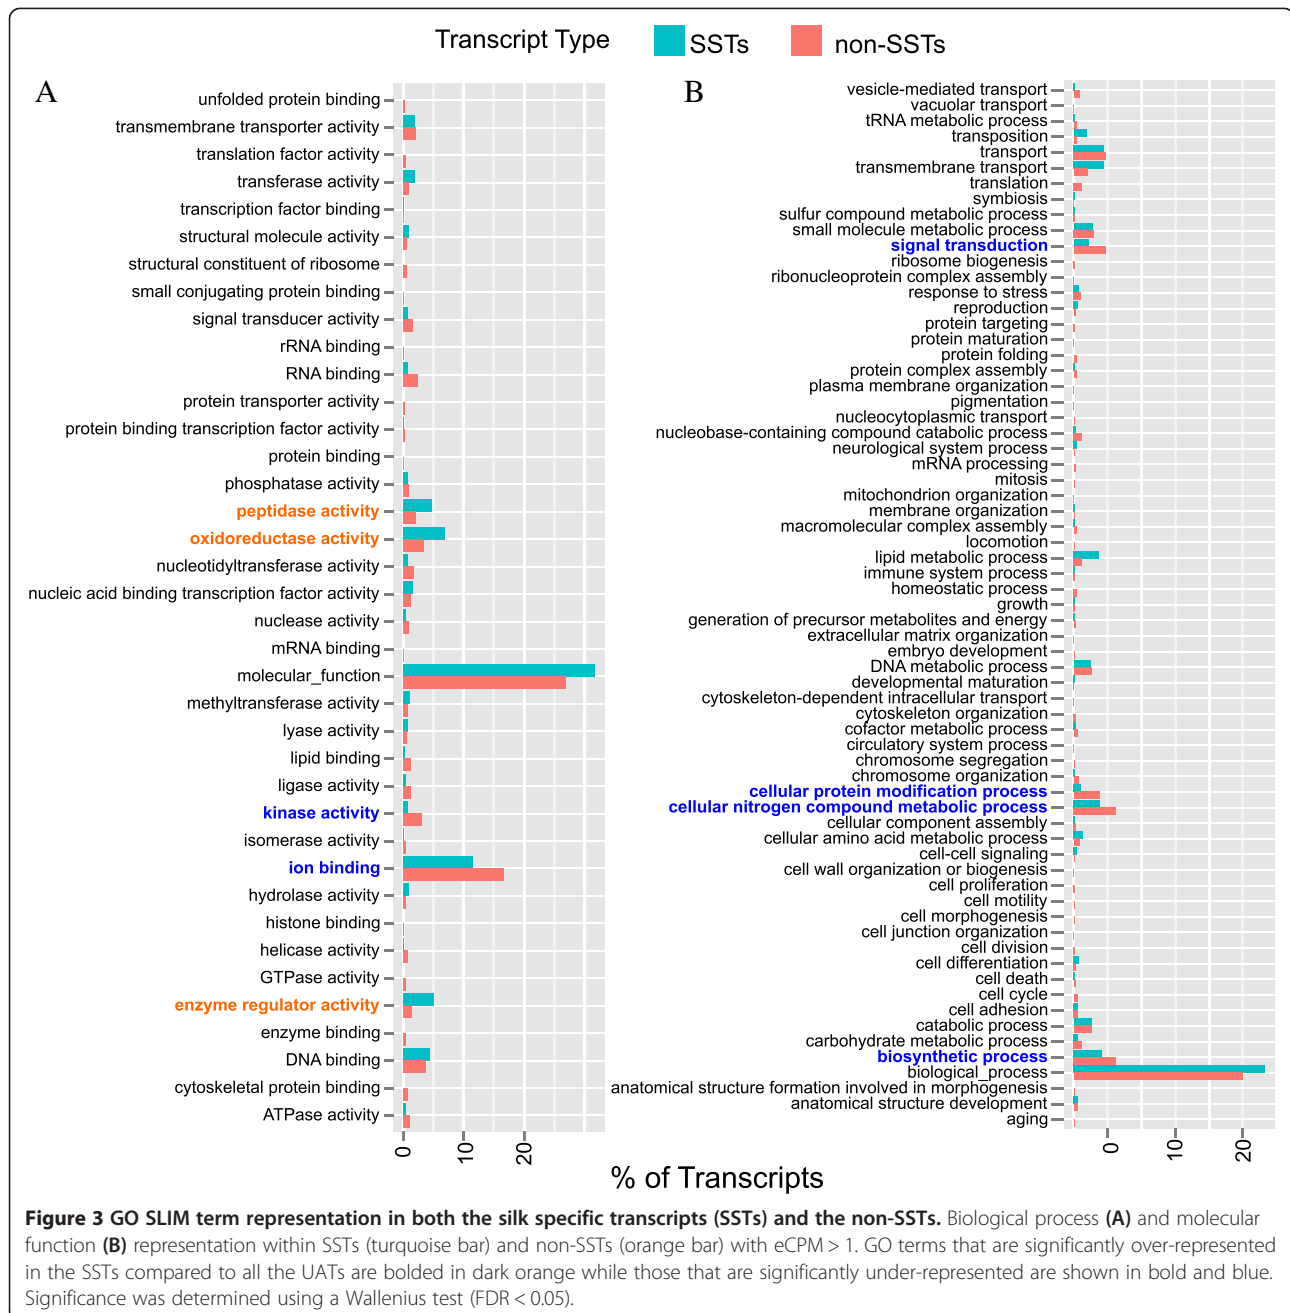 Transcript Type SSTs non-SSTs
A
unfolded protein binding
transmembrane transporter activity
translation factor activity
transferase activity
transcription factor binding
structural molecule activity
structural constituent of ribosome
small conjugating protein binding
signal transducer activity
rRNA binding
RNA binding
protein transporter activity
protein binding transcription factor activity
protein binding
phosphatase activity
peptidase activity
oxidoreductase activity
nucleotidyltransferase activity
nucleic acid binding transcription factor activity
nuclease activity
mRNA binding
molecular_function
methyltransferase activity
lyase activity
lipid binding
ligase activity
kinase activity
isomerase activity
ion binding
hydrolase activity
histone binding
helicase activity
GTPase activity
enzyme regulator activity
enzyme binding
DNA binding
cytoskeletal protein binding
ATPase activity
0 10 20
B
vesicle-mediated transport
vacuolar transport
tRNA metabolic process
transposition
transport
transmembrane transport
translation
symbiosis
sulfur compound metabolic process
small molecule metabolic process
signal transduction
ribosome biogenesis
ribonucleoprotein complex assembly
response to stress
reproduction
protein targeting
protein maturation
protein folding
protein complex assembly
plasma membrane organization
pigmentation
nucleocytoplasmic transport
nucleobase-containing compound catabolic process
neurological system process
mRNA processing
mitosis
mitochondrion organization
membrane organization
macromolecular complex assembly
locomotion
lipid metabolic process
immune system process
homeostatic process
growth
generation of precursor metabolites and energy
extracellular matrix organization
embryo development
DNA metabolic process
developmental maturation
cytoskeleton-dependent intracellular transport
cytoskeleton organization
cofactor metabolic process
circulatory system process
chromosome segregation
chromosome organization
cellular protein modification process
cellular nitrogen compound metabolic process
cellular component assembly
cellular amino acid metabolic process
cell-cell signaling
cell wall organization or biogenesis
cell proliferation
cell motility
cell morphogenesis
cell junction organization
cell division
cell differentiation
cell death
cell cycle
cell adhesion
catabolic process
carbohydrate metabolic process
biosynthetic process
biological_process
anatomical structure formation involved in morphogenesis
anatomical structure development
aging
0 10 20
% of Transcripts
Figure 3 GO SLIM term representation in both the silk specific transcripts (SSTs) and the non-SSTs. Biological process (A) and molecular
function (B) representation within SSTs (turquoise bar) and non-SSTs (orange bar) with eCPM > 1. GO terms that are significantly over-represented
in the SSTs compared to all the UATs are bolded in dark orange while those that are significantly under-represented are shown in bold and blue.
Significance was determined using a Wallenius test (FDR < 0.05).